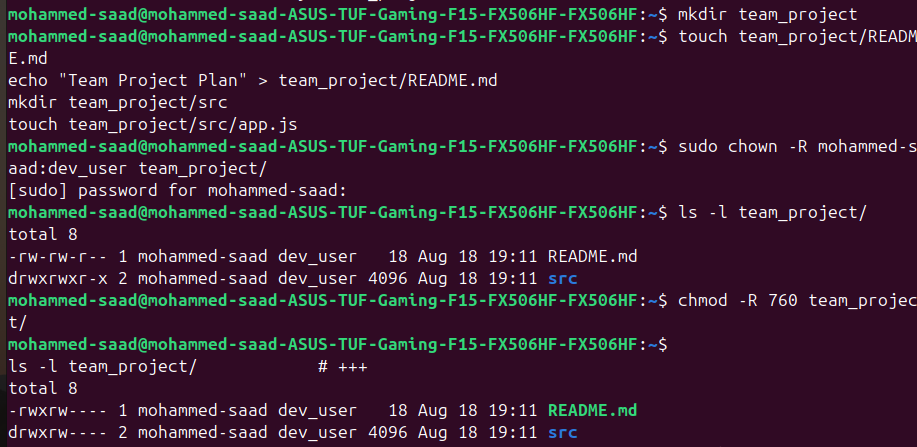 mohammed-saad@mohammed-saad-ASUS-TUF-Gaming-F15-FX506HF-FX506HF:~$ mkdir team_project
mohammed-saad@mohammed-saad-ASUS-TUF-Gaming-F15-FX506HF-FX506HF:~$ touch team_project/READM
E.md
echo "Team Project Plan" > team_project/README.md
mkdir team_project/src
touch team_project/src/app.js
mohammed-saad@mohammed-saad-ASUS-TUF-Gaming-F15-FX506HF-FX506HF:~$ sudo chown -R mohammed-s
aad:dev_user team_project/
[sudo] password for mohammed-saad:
mohammed-saad@mohammed-saad-ASUS-TUF-Gaming-F15-FX506HF-FX506HF:~$ ls -l team_project/
total 8
-rw-rw-r-- 1 mohammed-saad dev_user   18 Aug 18 19:11 README.md
drwxrwxr-x 2 mohammed-saad dev_user 4096 Aug 18 19:11 src
mohammed-saad@mohammed-saad-ASUS-TUF-Gaming-F15-FX506HF-FX506HF:~$ chmod -R 760 team_projec
t/
mohammed-saad@mohammed-saad-ASUS-TUF-Gaming-F15-FX506HF-FX506HF:~$
ls -l team_project/            # +++
total 8
-rwxrw---- 1 mohammed-saad dev_user   18 Aug 18 19:11 README.md
drwxrw---- 2 mohammed-saad dev_user 4096 Aug 18 19:11 src